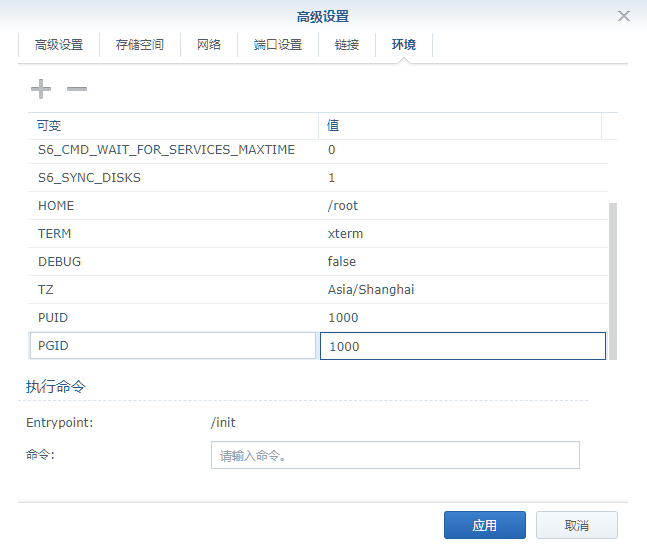 高级设置
高级设置 存储空间 网络 端口设置 链接 环境
可变 值
S6_CMD_WAIT_FOR_SERVICES_MAXTIME 0
S6_SYNC_DISKS 1
HOME /root
TERM xterm
DEBUG false
TZ Asia/Shanghai
PUID 1000
PGID 1000
执行命令
Entrypoint: /init
命令: 请输入命令。
应用 取消